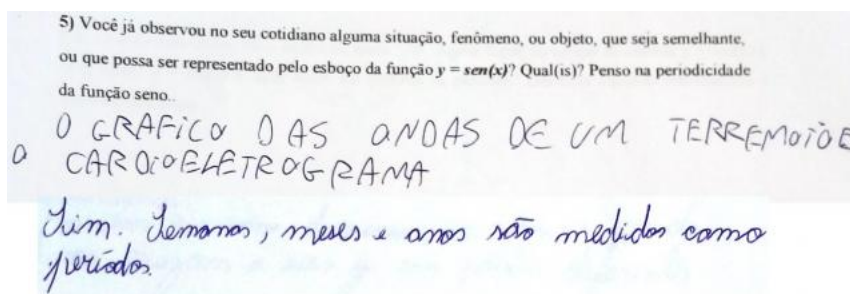 5) Você já observou no seu cotidiano alguma situação, fenômeno, ou objeto, que seja semelhante,
ou que possa ser representado pelo esboço da função y = sen(x)? Qual(is)? Penso na periodicidade
da função seno..
O GRAFICO DAS ONDAS DE UM TERREMOTO E
O CARDIOELETROGRAMA
Sim. Semanas, meses e anos são medidos como
períodos.